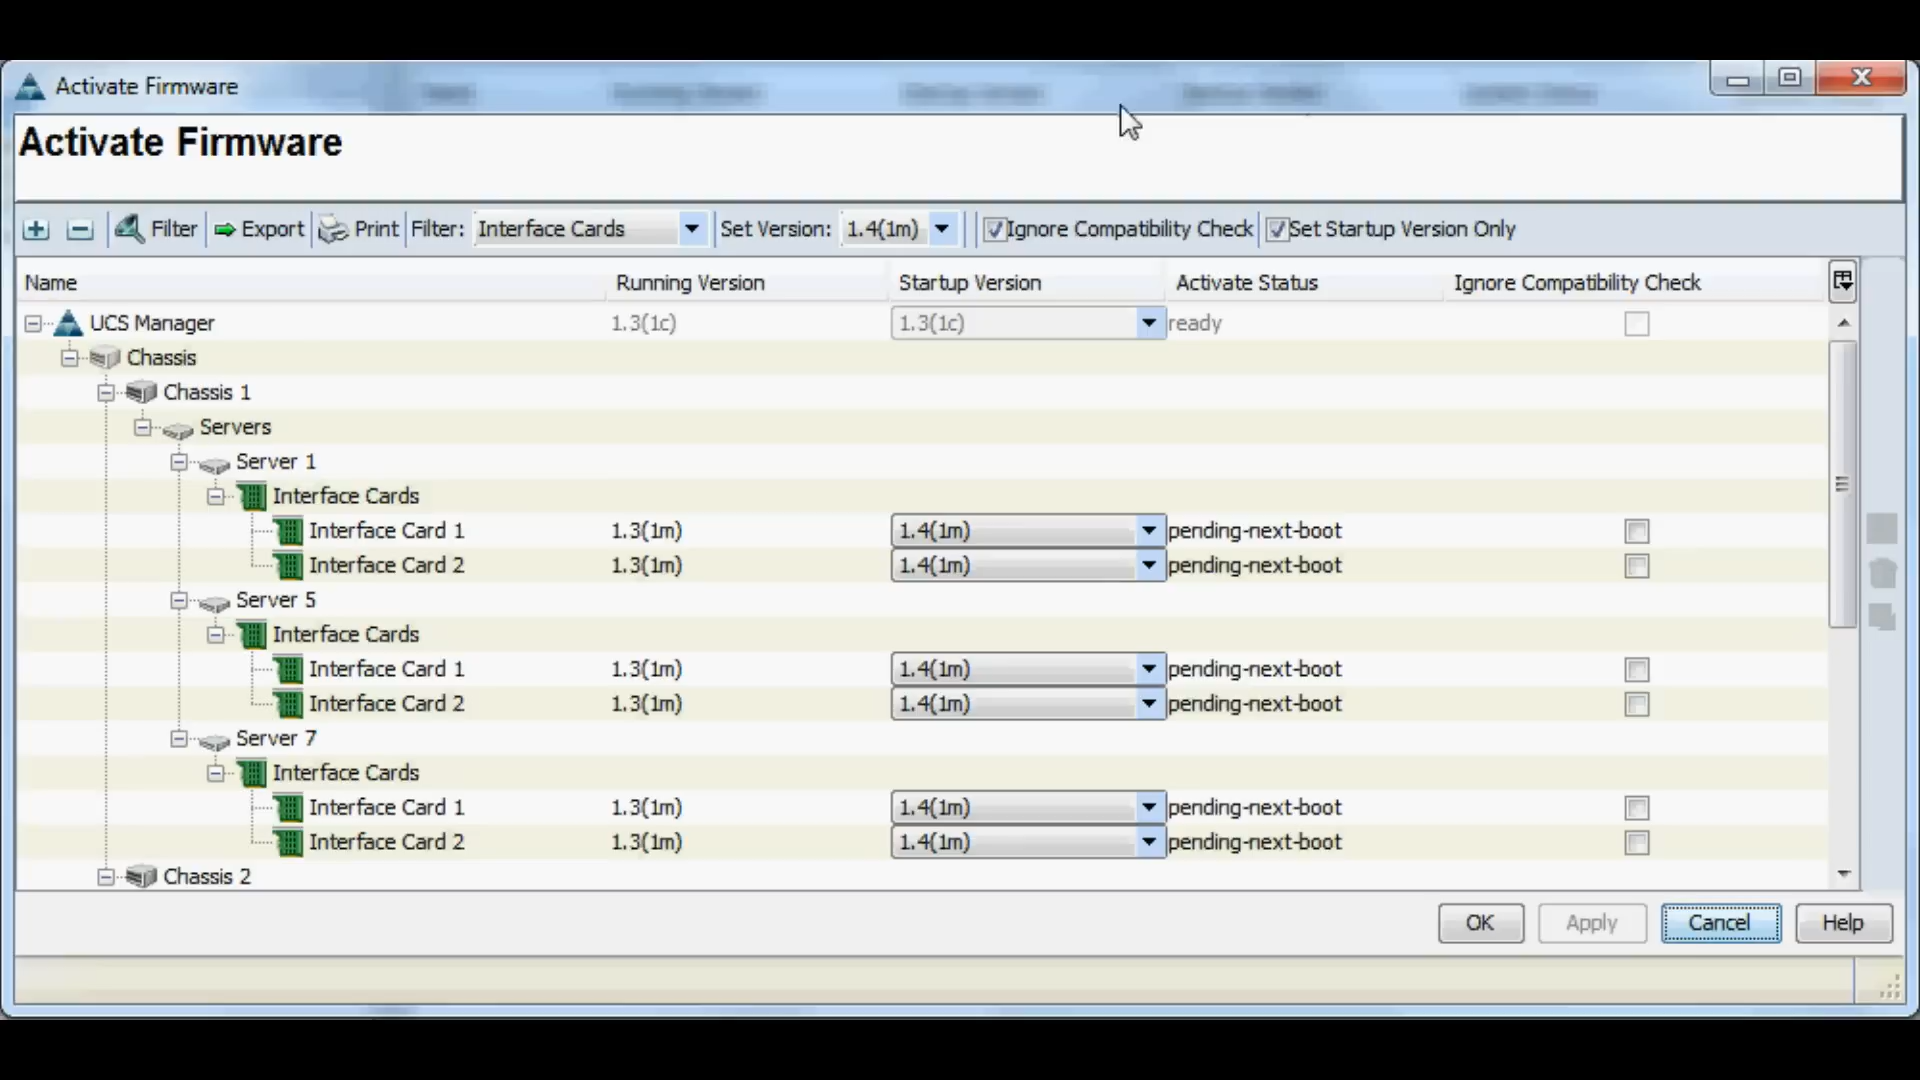 Activate Firmware
Activate Firmware
Filter Export Print Filter: Interface Cards Set Version: 1.4(1m) Ignore Compatibility Check Set Startup Version Only
Name Running Version Startup Version Activate Status Ignore Compatibility Check
UCS Manager 1.3(1c) 1.3(1c) ready
Chassis
Chassis 1
Servers
Server 1
Interface Cards
Interface Card 1 1.3(1m) 1.4(1m) pending-next-boot
Interface Card 2 1.3(1m) 1.4(1m) pending-next-boot
Server 5
Interface Cards
Interface Card 1 1.3(1m) 1.4(1m) pending-next-boot
Interface Card 2 1.3(1m) 1.4(1m) pending-next-boot
Server 7
Interface Cards
Interface Card 1 1.3(1m) 1.4(1m) pending-next-boot
Interface Card 2 1.3(1m) 1.4(1m) pending-next-boot
Chassis 2
OK Apply Cancel Help